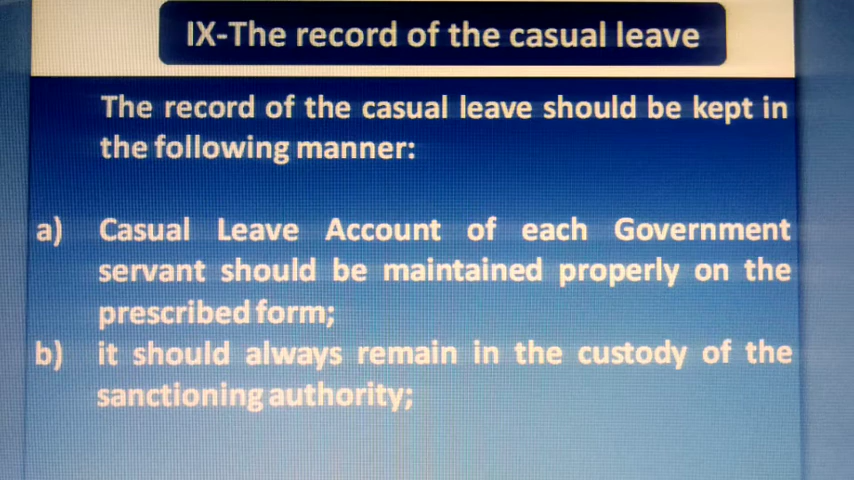 IX-The record of the casual leave
The record of the casual leave should be kept in
the following manner:
a) Casual Leave Account of each Government
servant should be maintained properly on the
prescribed form;
b) it should always remain in the custody of the
sanctioning authority;